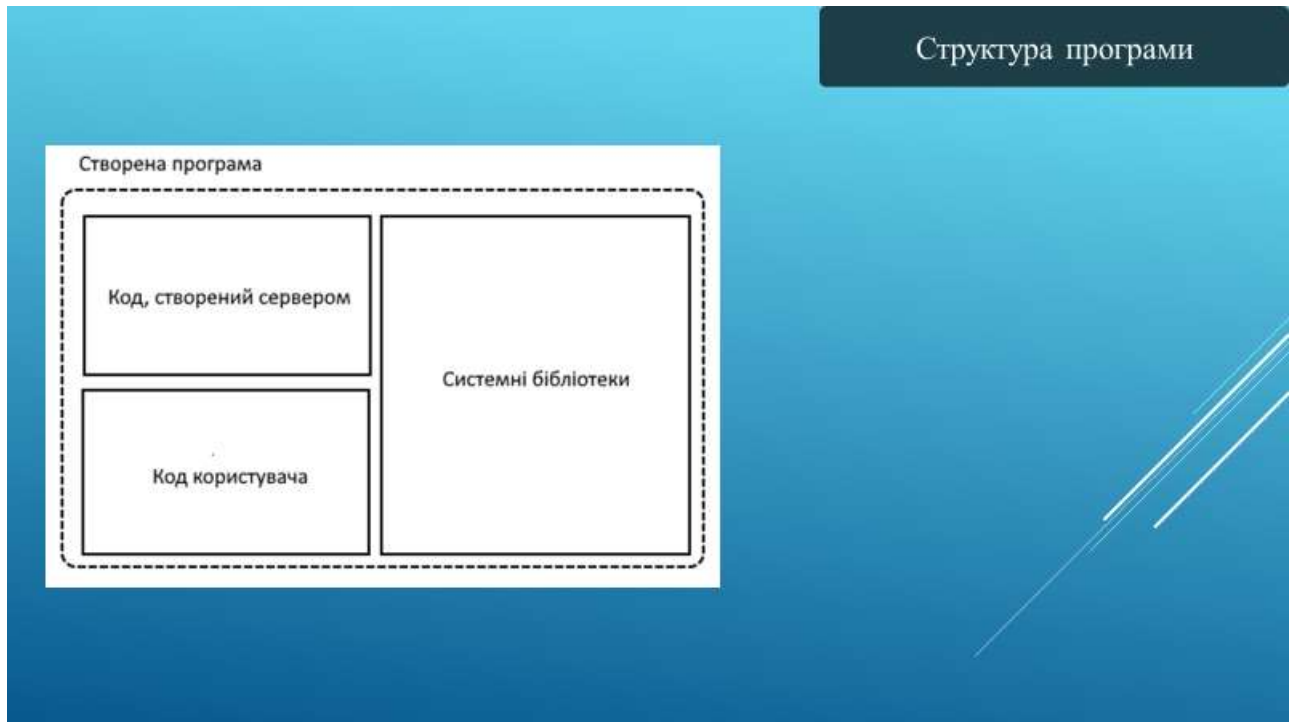 Структура програми
Створена програма
Код, створений сервером
Системні бібліотеки
Код користувача